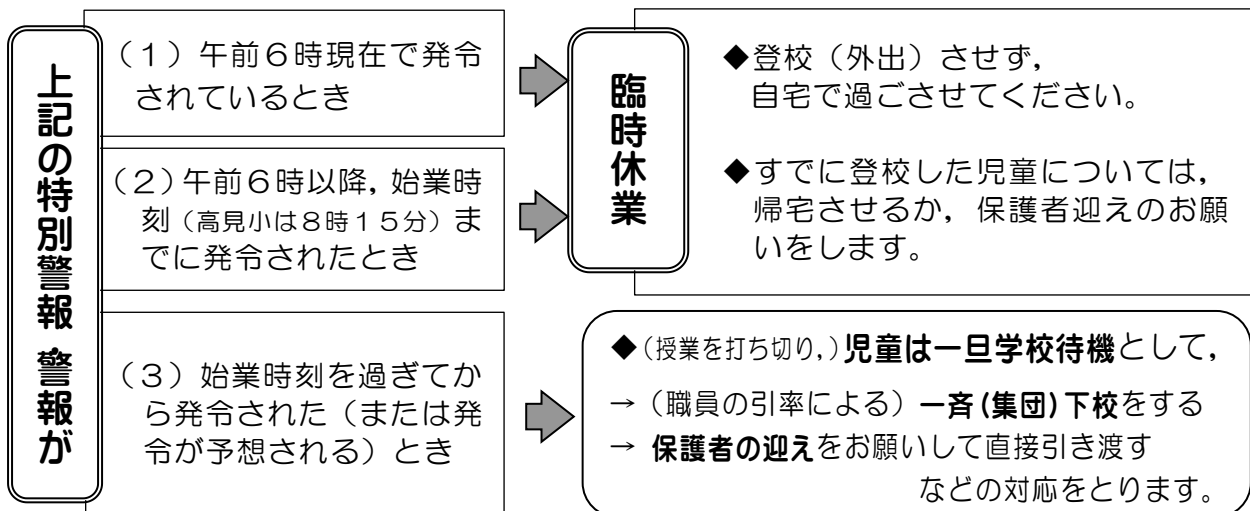 上記の特別警報 警報が
(1)午前6時現在で発令
されているとき
(2)午前6時以降,始業時
刻(高見小は8時15分)ま
でに発令されたとき
臨時休業
◆登校(外出)させず,
自宅で過ごさせてください。
◆すでに登校した児童については,
帰宅させるか,保護者迎えのお願
いをします。
(3)始業時刻を過ぎてか
ら発令された(または発
令が予想される)とき
◆(授業を打ち切り,)児童は一旦学校待機として,
→(職員の引率による)一斉(集団)下校をする
→ 保護者の迎えをお願いして直接引き渡す
などの対応をとります。